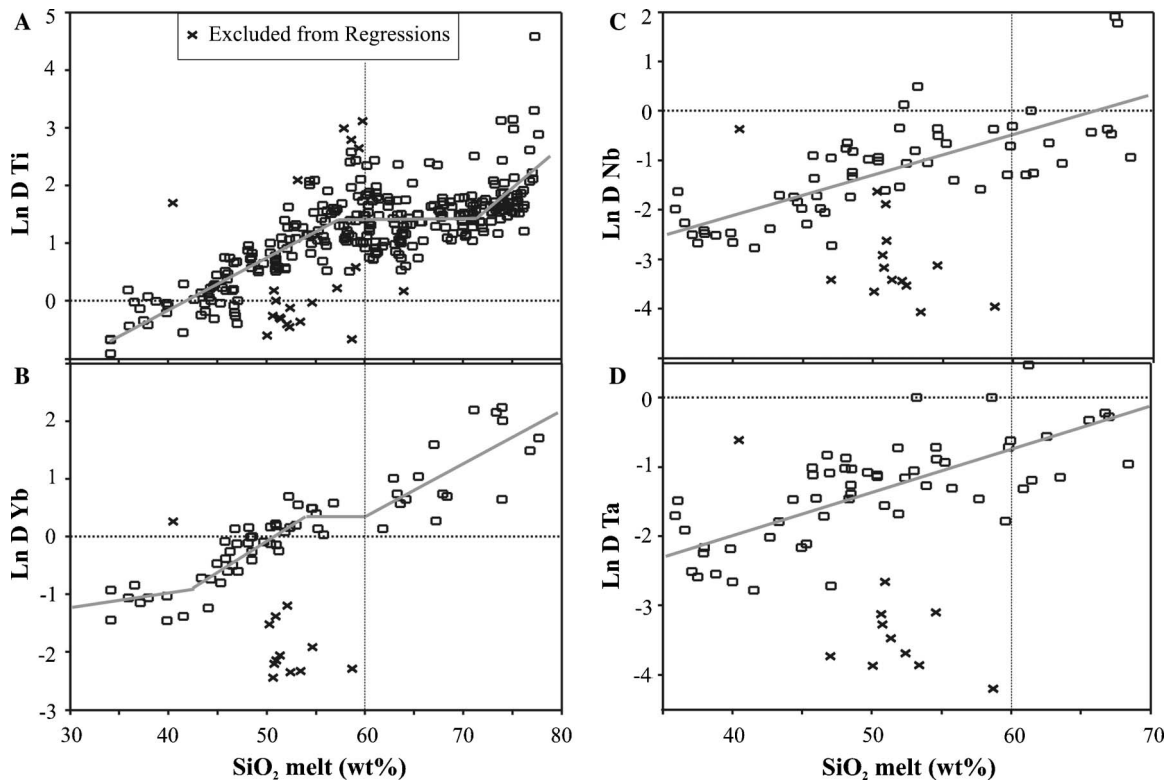 A
× Excluded from Regressions
Ln D Ti
5
4
3
2
1
0
B
Ln D Yb
2
1
0
-1
-2
-3
30 40 50 60 70 80
SiO2 melt (wt%)
C
Ln D Nb
2
1
0
-1
-2
-3
-4
D
Ln D Ta
0
-1
-2
-3
-4
40 50 60 70
SiO2 melt (wt%)